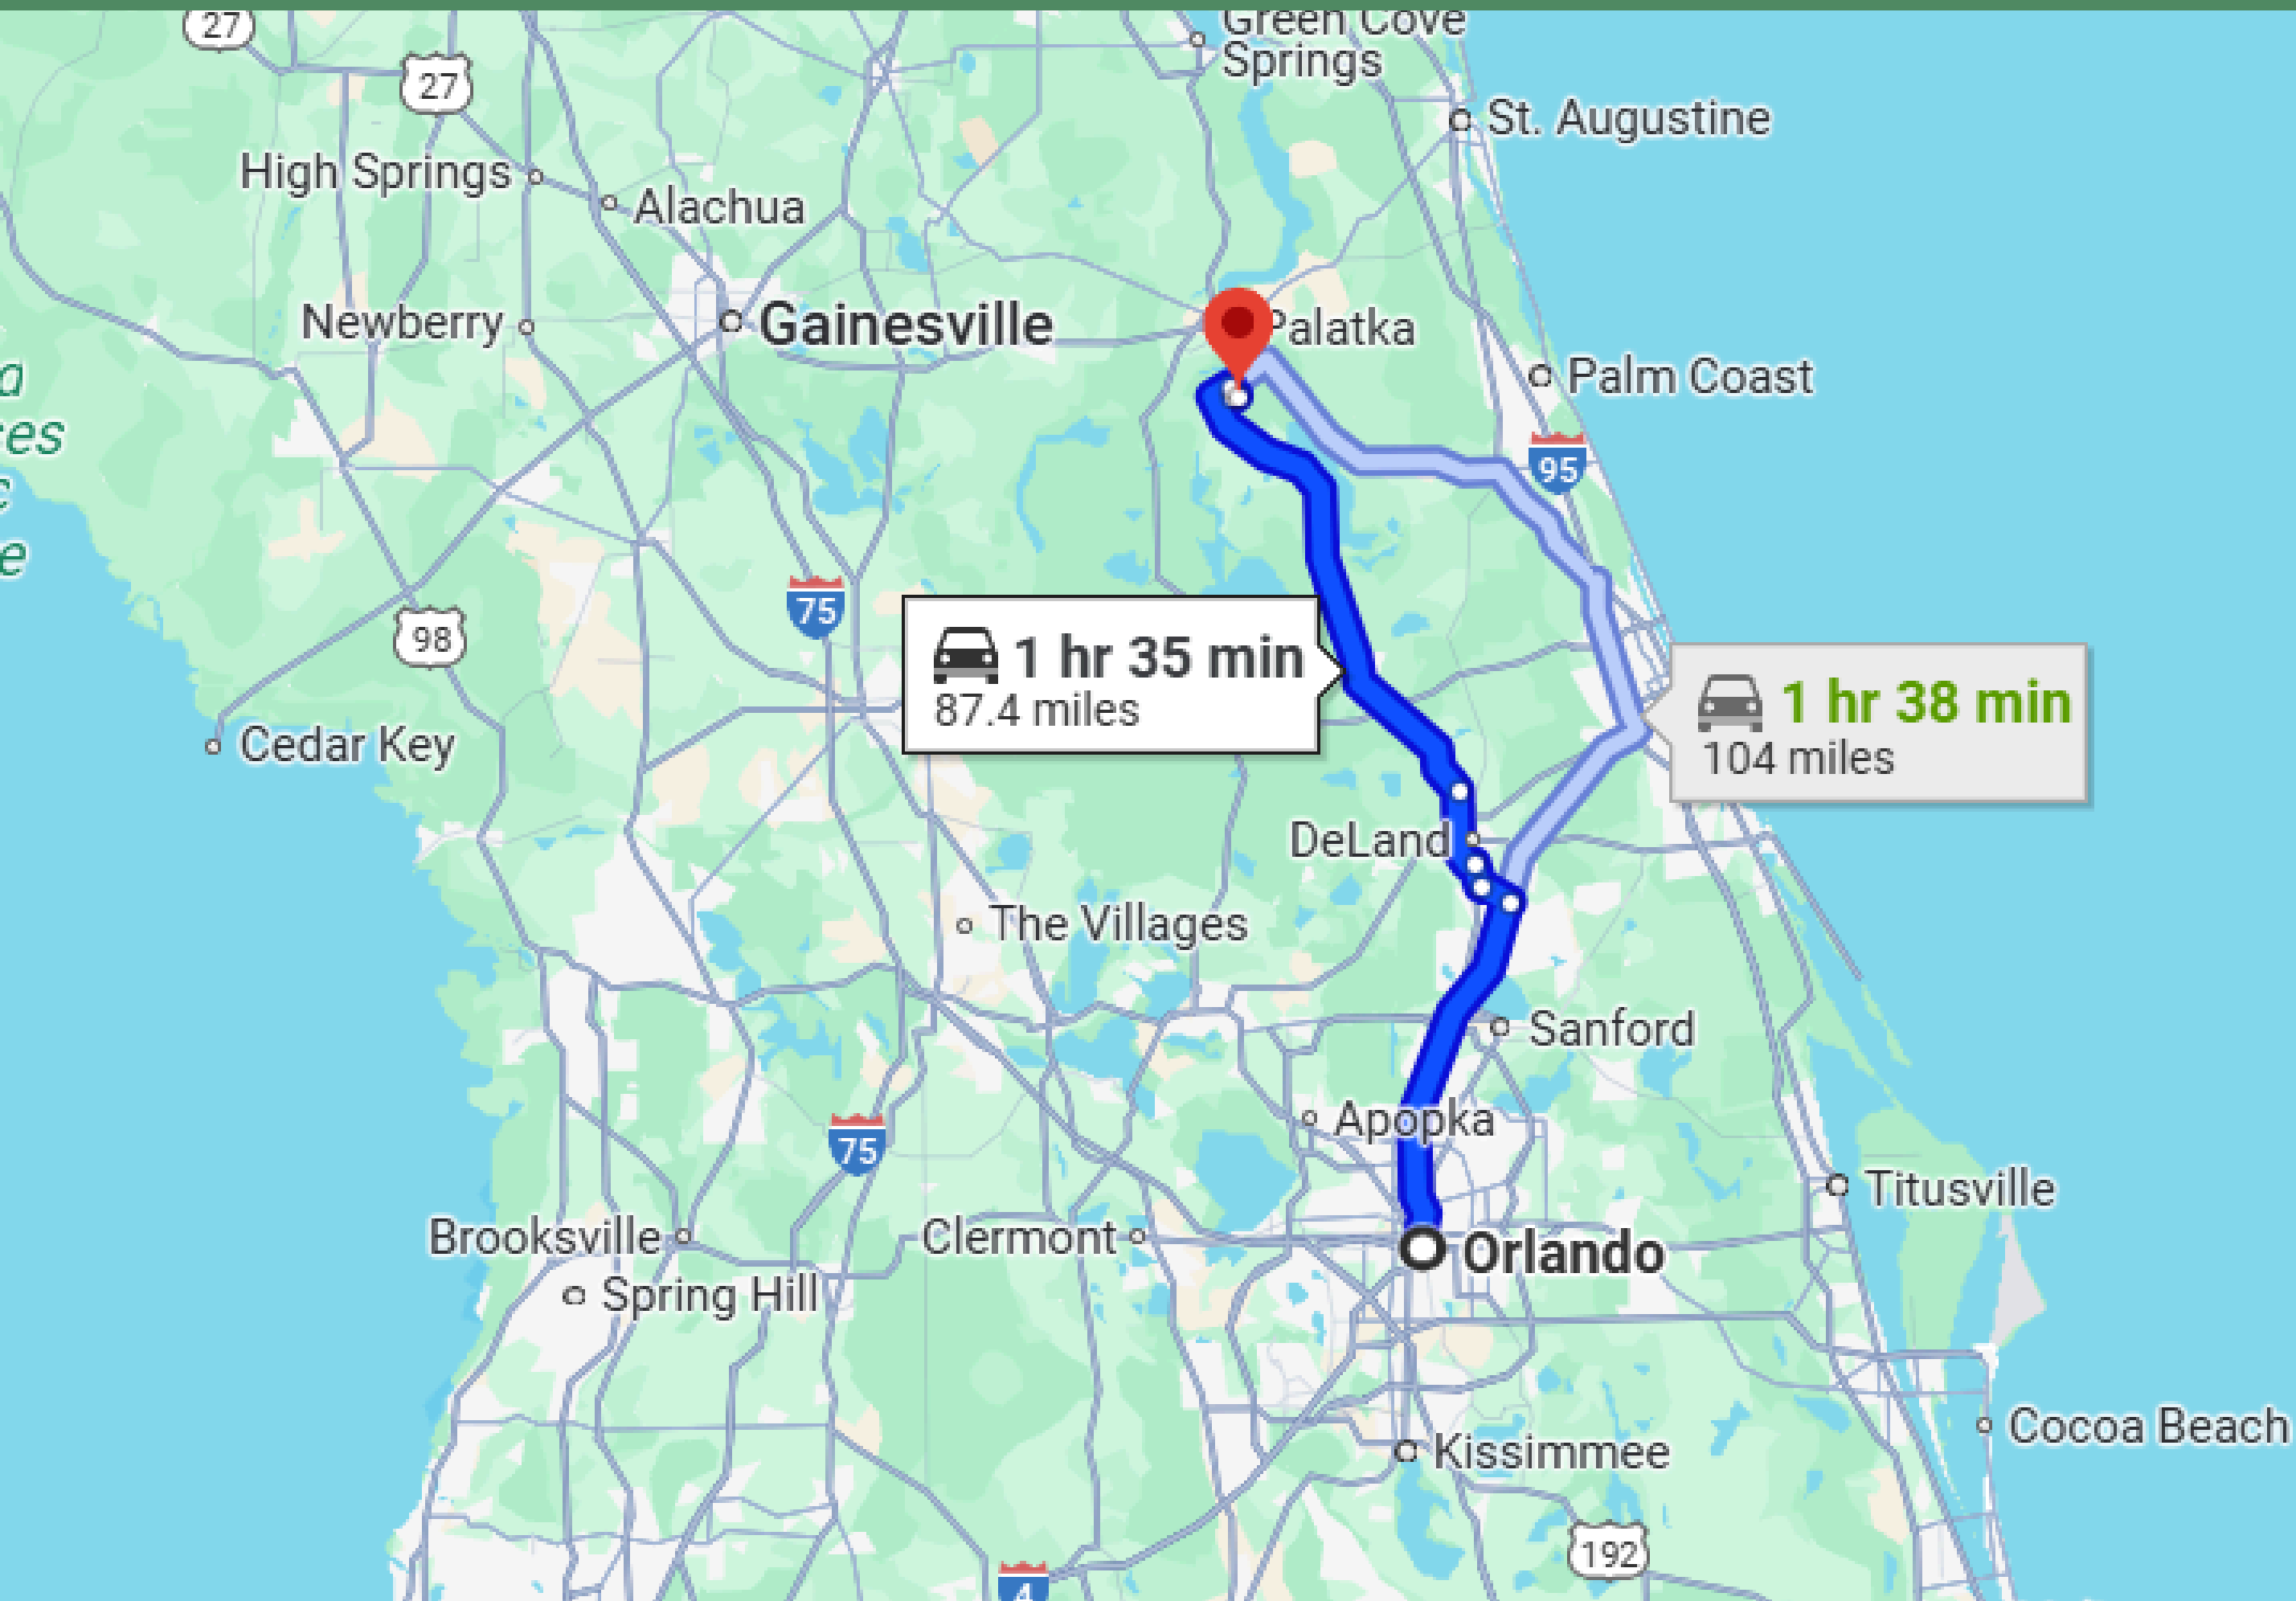 27
Green Cove
Springs
27
St. Augustine
High Springs
Alachua
Newberry
Gainesville
Palatka
Palm Coast
95
75
98
1 hr 35 min
87.4 miles
1 hr 38 min
104 miles
Cedar Key
DeLand
The Villages
Sanford
Apopka
75
Titusville
Brooksville
Clermont
Orlando
Spring Hill
Cocoa Beach
Kissimmee
192
4